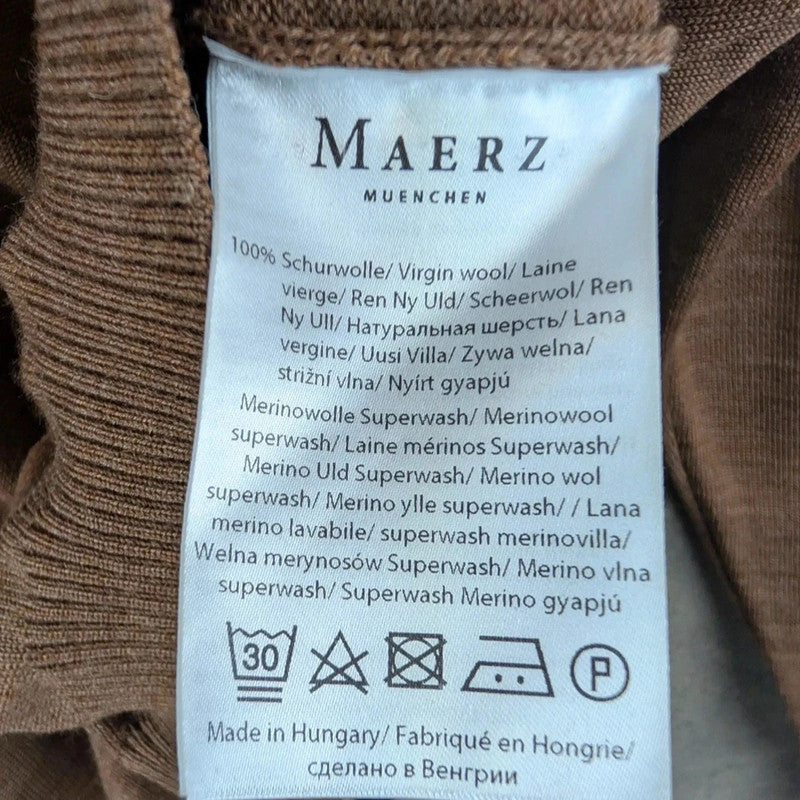 MAERZ
MUENCHEN
100% Schurwolle/ Virgin wool/ Laine
vierge/ Ren Ny Uld/ Scheerwol/ Ren
Ny Ull/ Натуральная шерсть/ Lana
vergine/ Uusi Villa/ Zywa welna/
strižní vlna/ Nyírt gyapjú
Merinowolle Superwash/ Merinowool
superwash/ Laine mérinos Superwash/
Merino Uld Superwash/ Merino wol
superwash/ Merino ylle superwash/ / Lana
merino lavabile/ superwash merinovilla/
Welna merynosów Superwash/ Merino vlna
superwash/ Superwash Merino gyapjú
30 P
Made in Hungary/ Fabriqué en Hongrie/
сделано в Венгрии